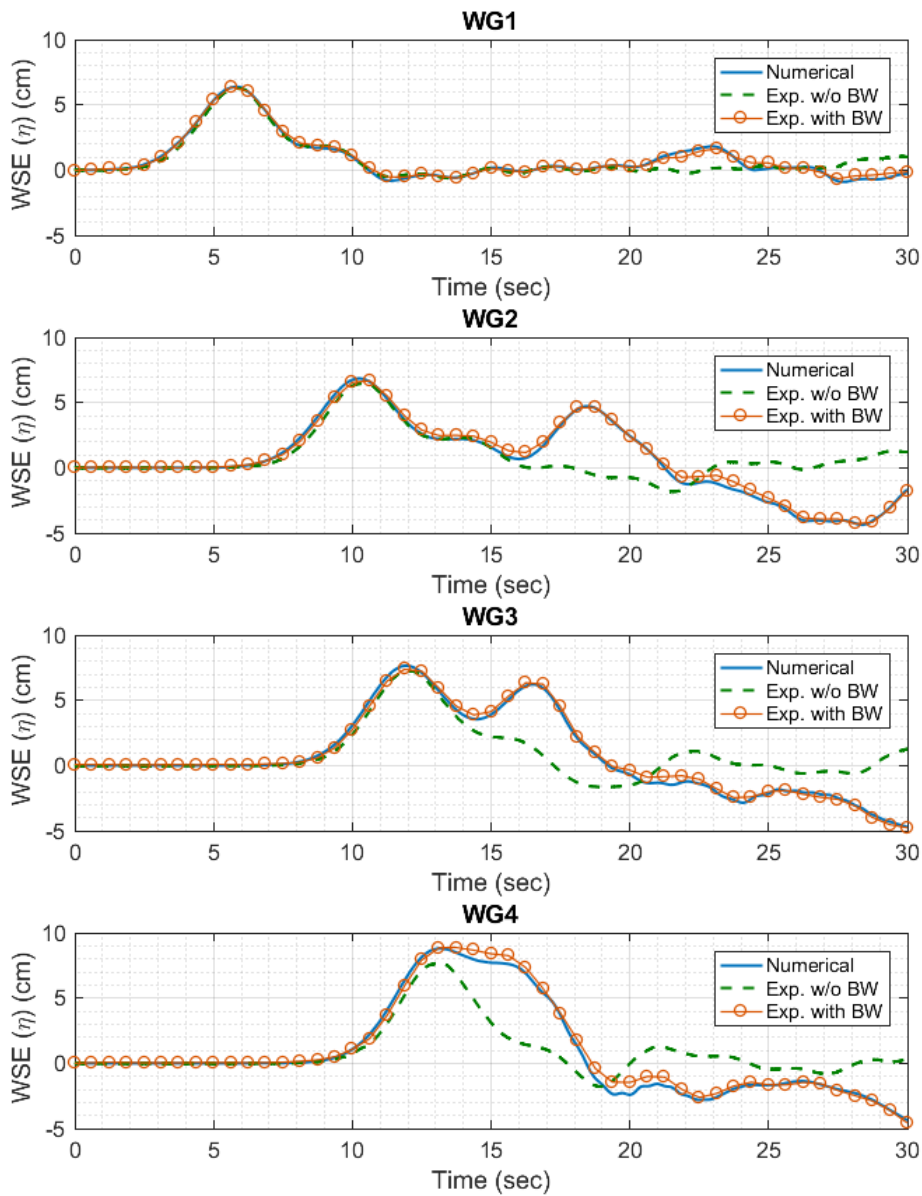 WG1
WSE (η) (cm)
10
5
0
-5
Numerical
Exp. w/o BW
Exp. with BW
0 5 10 15 20 25 30
Time (sec)
WG2
WSE (η) (cm)
10
5
0
-5
Numerical
Exp. w/o BW
Exp. with BW
0 5 10 15 20 25 30
Time (sec)
WG3
WSE (η) (cm)
10
5
0
-5
Numerical
Exp. w/o BW
Exp. with BW
0 5 10 15 20 25 30
Time (sec)
WG4
WSE (η) (cm)
10
5
0
-5
Numerical
Exp. w/o BW
Exp. with BW
0 5 10 15 20 25 30
Time (sec)